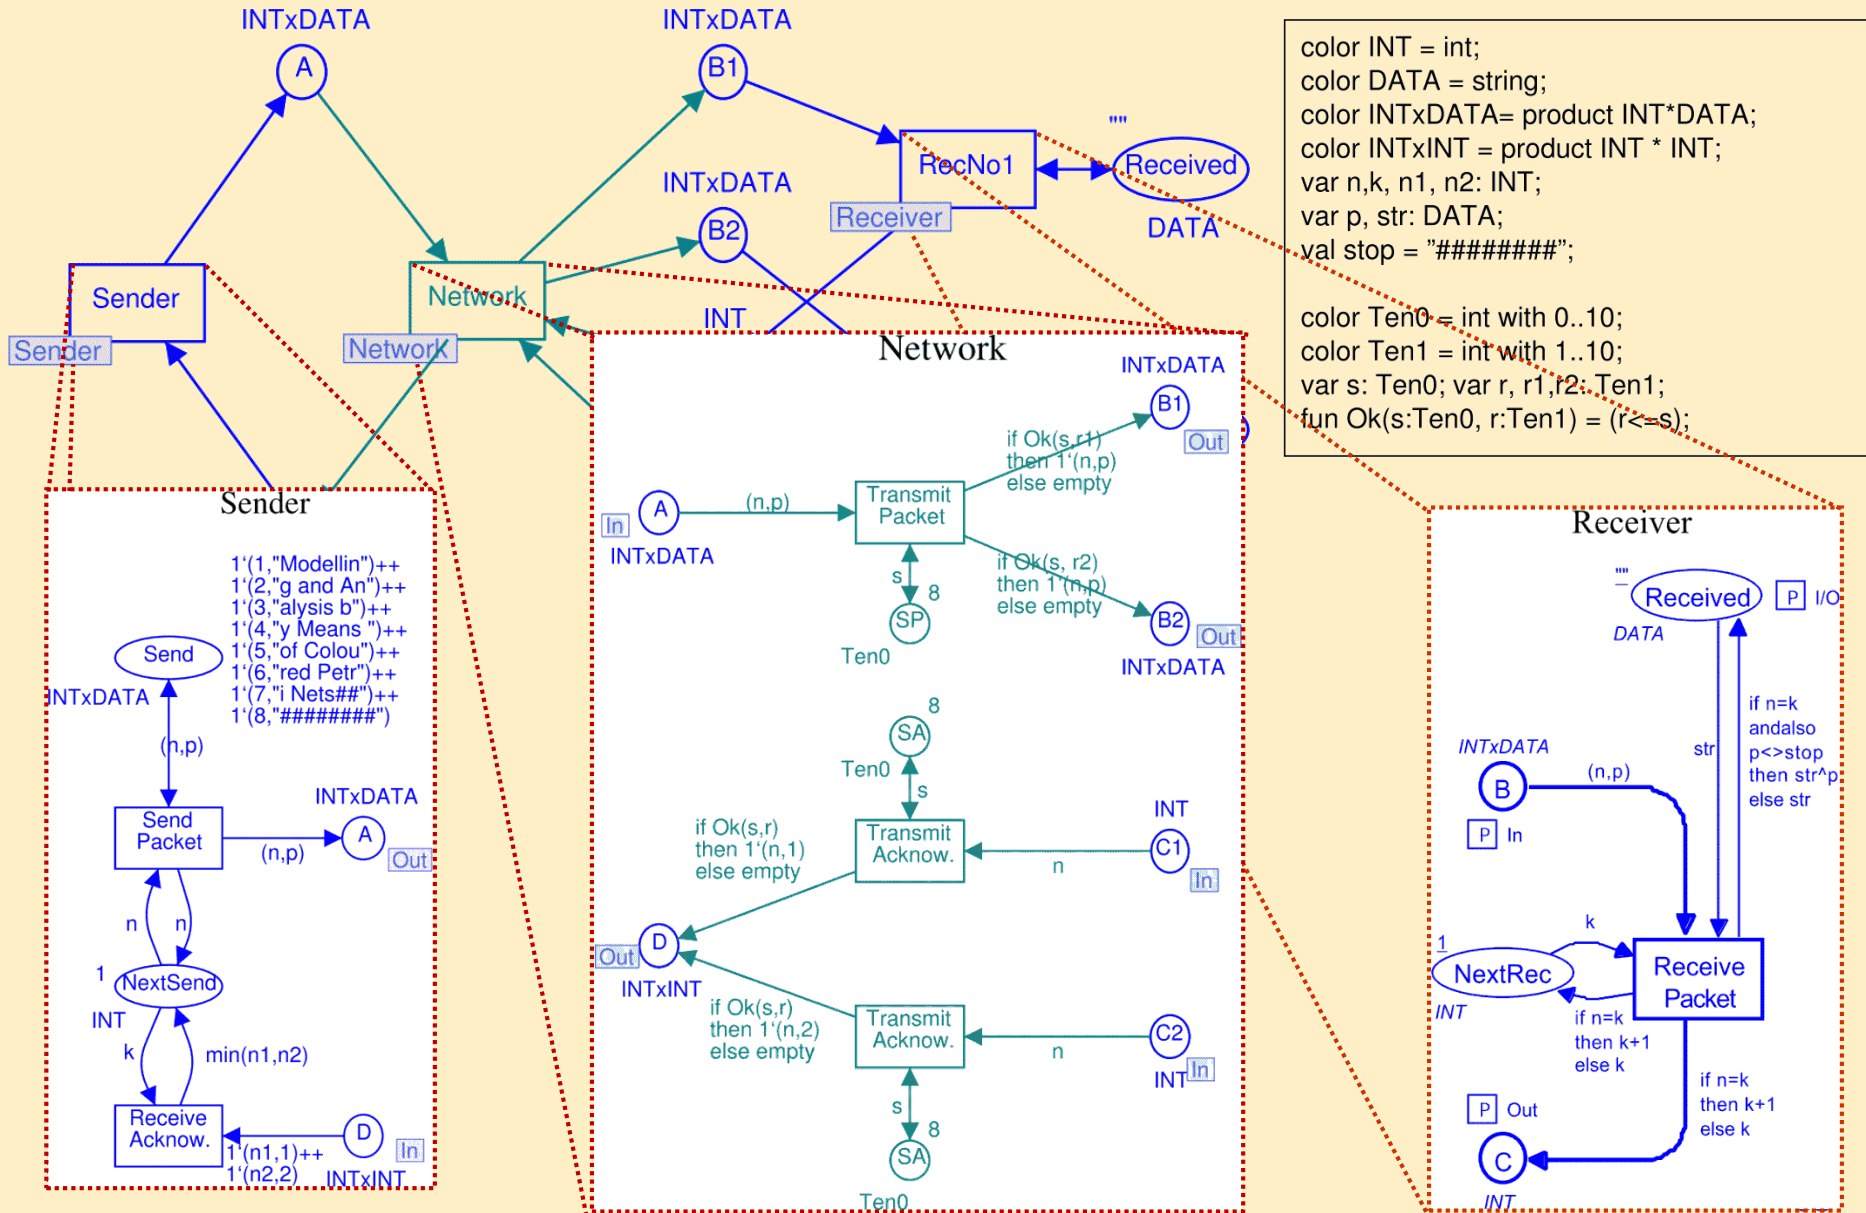 INTxDATA
A
INTxDATA
B1
INTxDATA
B2
RecNo1
Receiver
""
Received
DATA
Sender
Sender
Network
Network
INT
color INT = int;
color DATA = string;
color INTxDATA= product INT*DATA;
color INTxINT = product INT * INT;
var n,k, n1, n2: INT;
var p, str: DATA;
val stop = ”########”;
color Ten0 = int with 0..10;
color Ten1 = int with 1..10;
var s: Ten0; var r, r1,r2: Ten1;
fun Ok(s:Ten0, r:Ten1) = (r<=s);
Sender
1‘(1,"Modellin")++
1‘(2,"g and An")++
1‘(3,"alysis b")++
1‘(4,"y Means ")++
1‘(5,"of Colou")++
1‘(6,"red Petr")++
1‘(7,"i Nets##")++
1‘(8,"########")
Send
INTxDATA
(n,p)
Send
Packet
(n,p)
INTxDATA
A
Out
n
n
1
NextSend
INT
k
min(n1,n2)
Receive
Acknow.
1‘(n1,1)++
1‘(n2,2)
D
In
INTxINT
Network
INTxDATA
B1
Out
if Ok(s,r1)
then 1‘(n,p)
else empty
In
A
INTxDATA
(n,p)
Transmit
Packet
if Ok(s, r2)
then 1‘(n,p)
else empty
s
8
SP
Ten0
B2
Out
INTxDATA
8
SA
Ten0
s
if Ok(s,r)
then 1‘(n,1)
else empty
Transmit
Acknow.
n
INT
C1
In
Out
D
INTxINT
if Ok(s,r)
then 1‘(n,2)
else empty
Transmit
Acknow.
n
C2
INT
In
s
8
SA
Ten0
Receiver
""
Received
P I/O
DATA
str
if n=k
andalso
p<>stop
then str^p
else str
INTxDATA
B
(n,p)
P In
1
NextRec
INT
k
if n=k
then k+1
else k
Receive
Packet
if n=k
then k+1
else k
P Out
C
INT